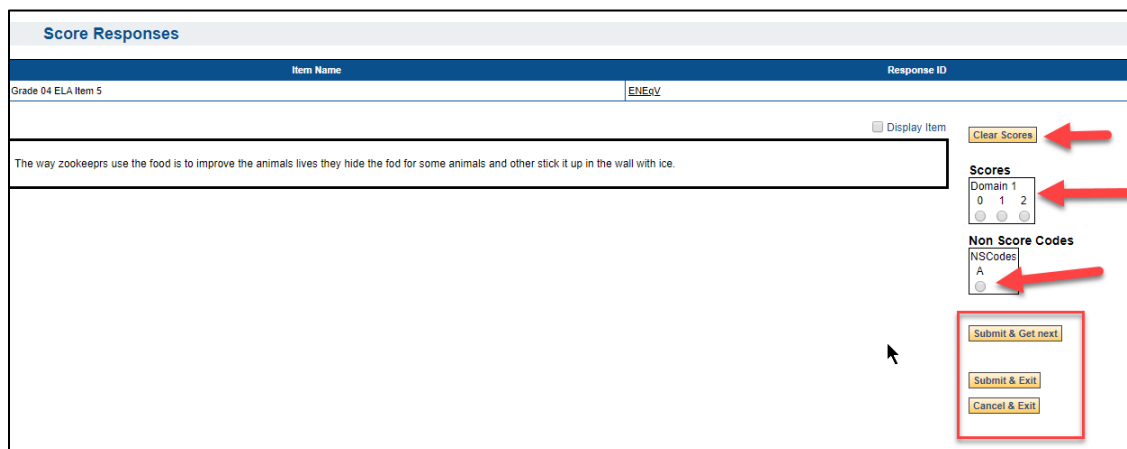 Score Responses
Item Name Response ID
Grade 04 ELA Item 5 ENEqV
Display Item
Clear Scores
The way zookeeprs use the food is to improve the animals lives they hide the fod for some animals and other stick it up in the wall with ice.
Scores
Domain 1
0 1 2
Non Score Codes
NSCodes
A
Submit & Get next
Submit & Exit
Cancel & Exit